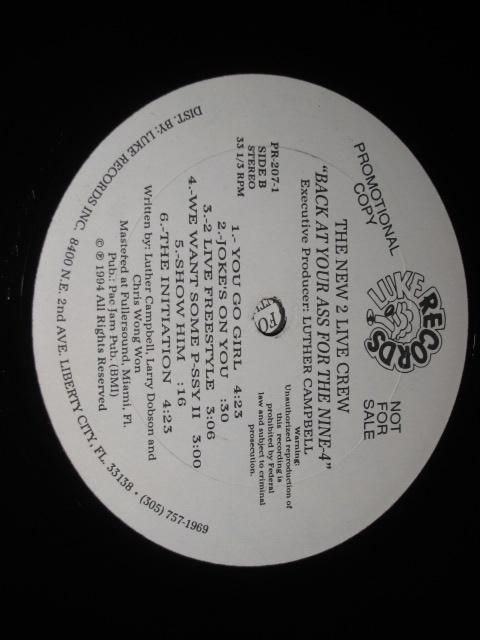 LUKE
RECORDS
PROMOTIONAL
COPY
NOT
FOR
SALE
THE NEW 2 LIVE CREW
"BACK AT YOUR ASS FOR THE NINE-4"
Executive Producer: LUTHER CAMPBELL
PR-207-1
SIDE B
STEREO
33 1/3 RPM
Warning:
Unauthorized reproduction of
this recording is
prohibited by Federal
law and subject to criminal
prosecution.
1.- YOU GO GIRL 4:23
2.-JOKE'S ON YOU :30
3.-2 LIVE FREESTYLE 3:06
4.-WE WANT SOME P-SSY II 3:00
5.-SHOW HIM :16
6.-THE INITIATION 4:23
Written by: Luther Campbell, Larry Dobson and
Chris Wong Won
Mastered at Fullersound, Miami, Fl.
Pub.: Pac Jam Pub. (BMI)
© ℗ 1994 All Rights Reserved
DIST. BY: LUKE RECORDS INC. 8400 N.E. 2nd AVE. LIBERTY CITY, FL. 33138 • (305) 757-1969